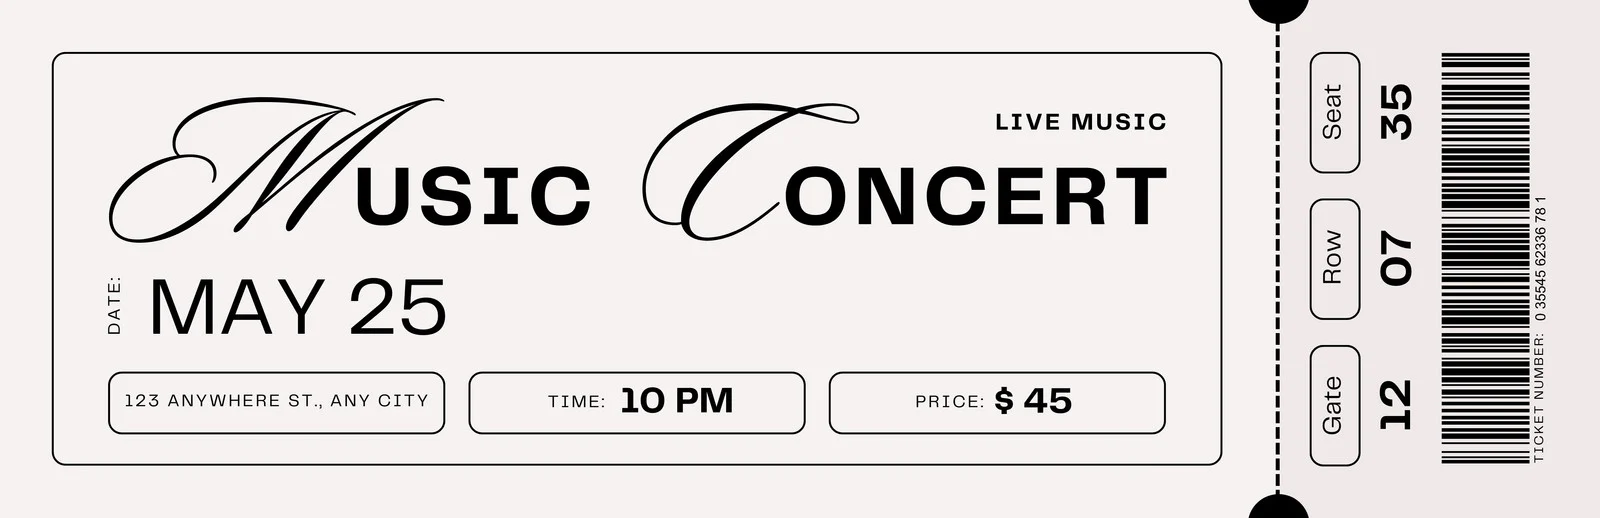 LIVE MUSIC
MUSIC CONCERT
DATE: MAY 25
123 ANYWHERE ST., ANY CITY
TIME: 10 PM
PRICE: $ 45
Seat 35
Row 07
Gate 12
TICKET NUMBER: 0 35545 62336 78 1